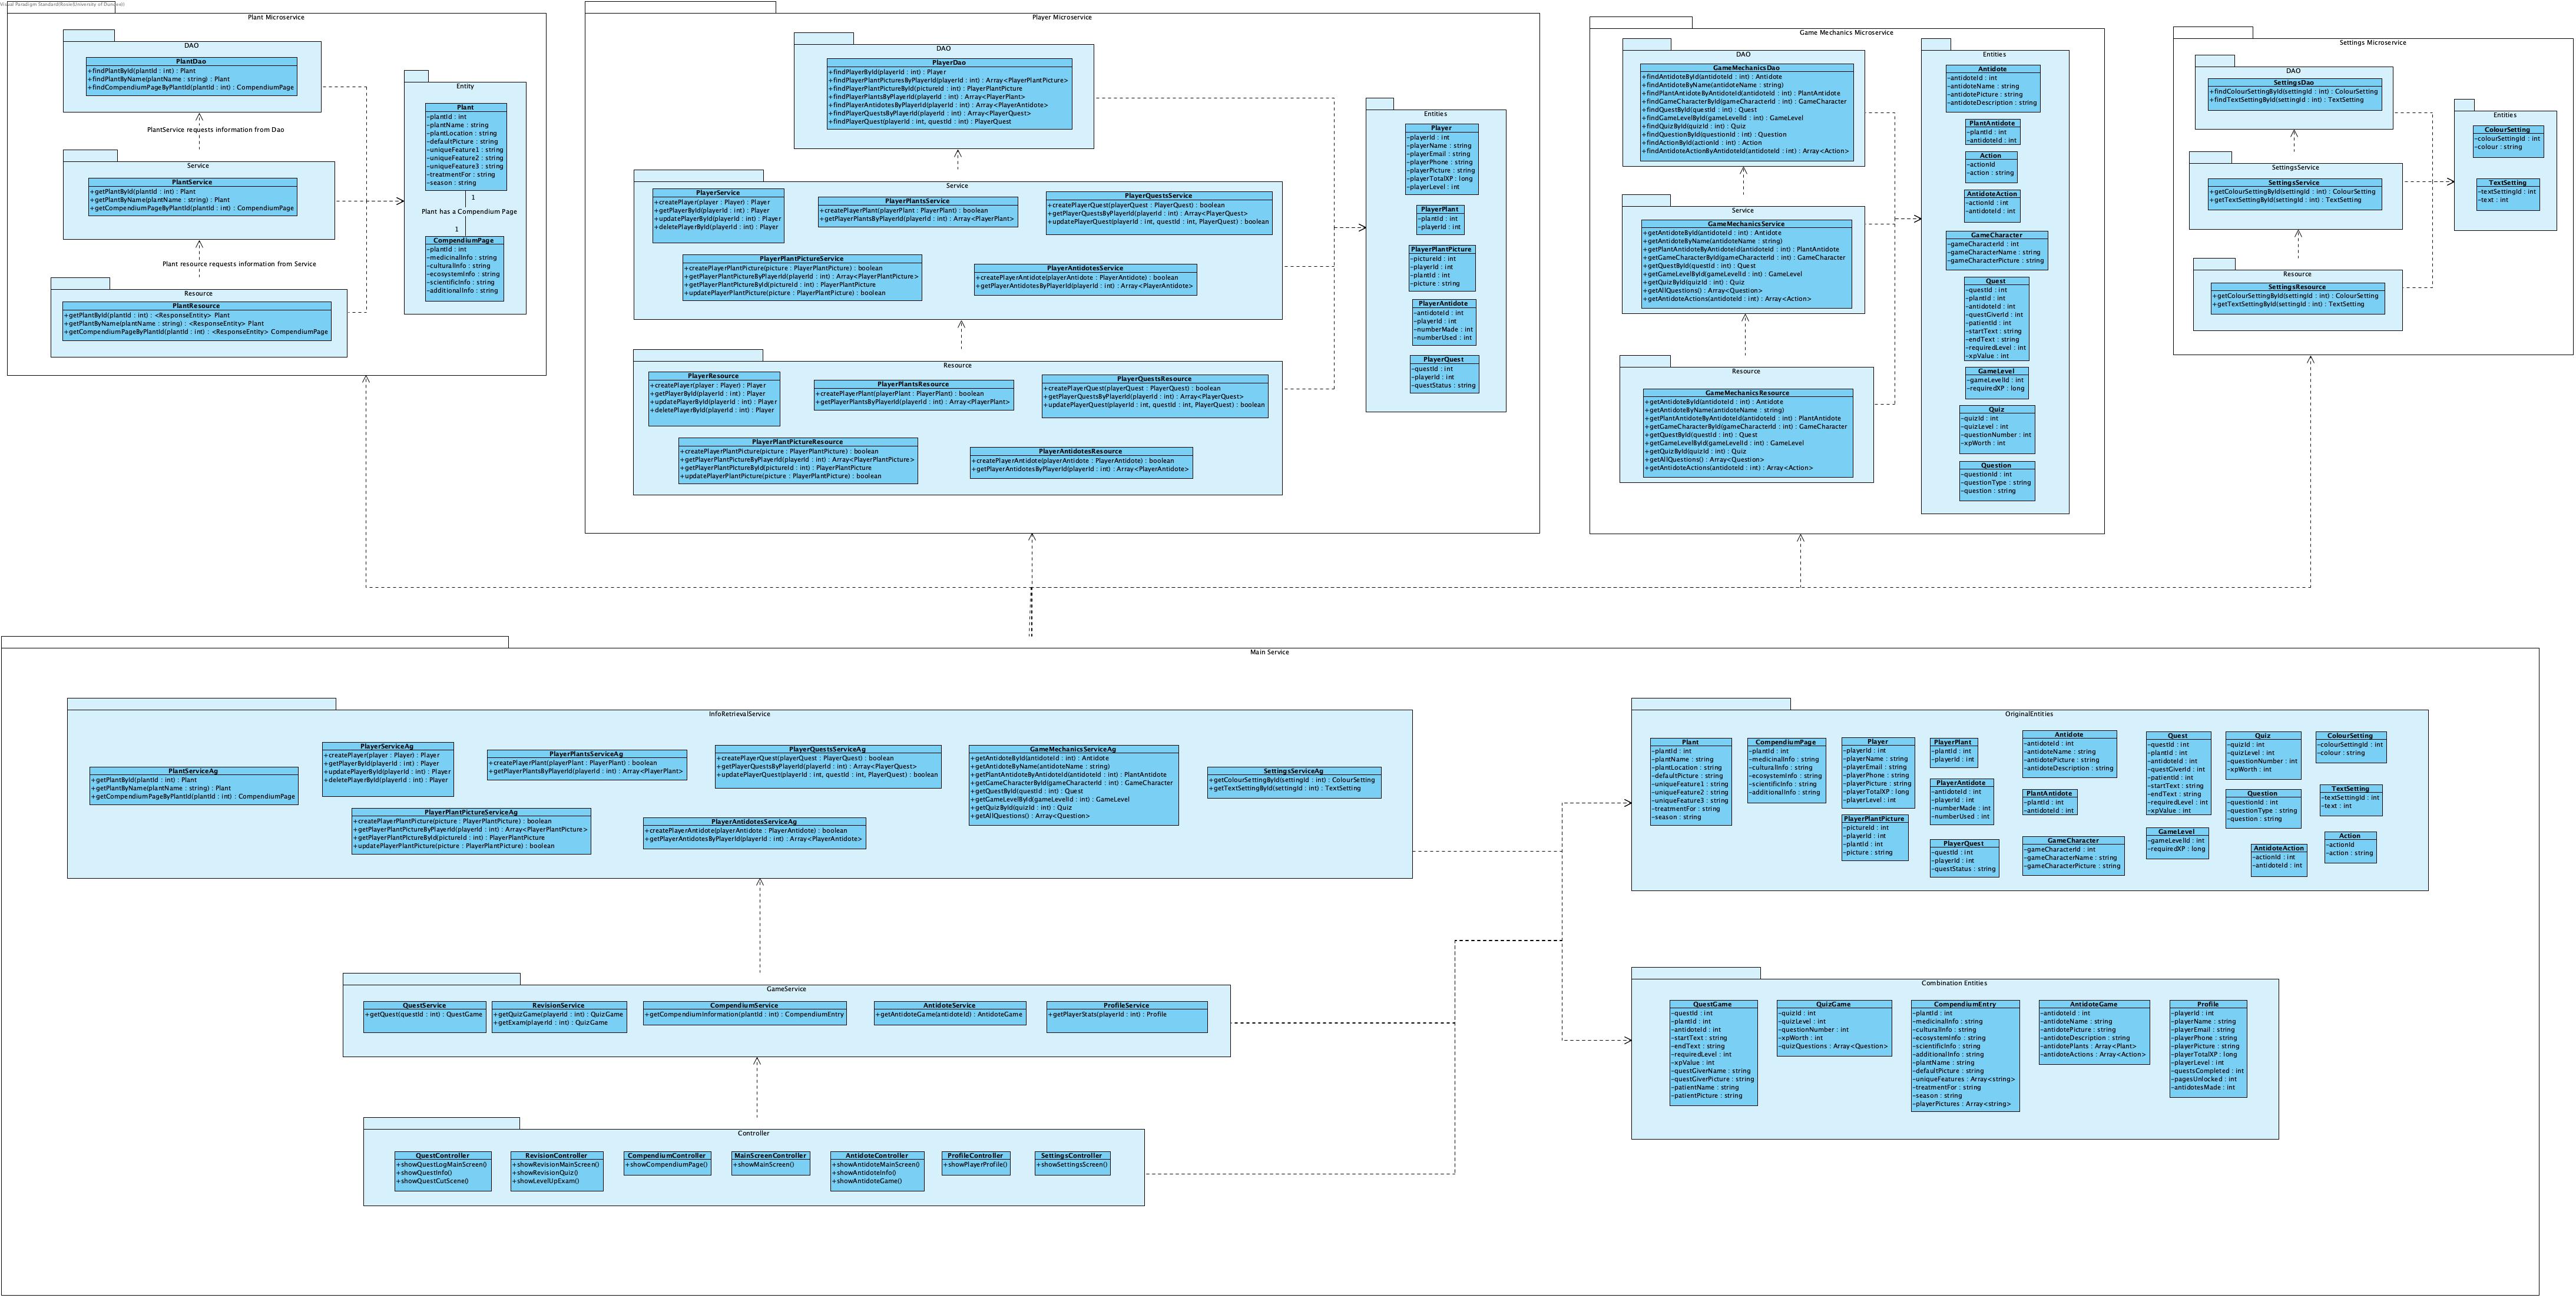 Visual Paradigm Standard(Rosni(University of Dundee))
Plant Microservice
DAO
PlantDao
+findPlantById(plantId : int) : Plant
+findPlantByName(plantName : string) : Plant
+findCompendiumPageByPlantId(plantId : int) : CompendiumPage
PlantService requests information from Dao
Service
PlantService
+getPlantById(plantId : int) : Plant
+getPlantByName(plantName : string) : Plant
+getCompendiumPageByPlantId(plantId : int) : CompendiumPage
Plant resource requests information from Service
Resource
PlantResource
+getPlantById(plantId : int) : <ResponseEntity> Plant
+getPlantByName(plantName : string) : <ResponseEntity> Plant
+getCompendiumPageByPlantId(plantId : int) : <ResponseEntity> CompendiumPage
Entity
Plant
-plantId : int
-plantName : string
-plantLocation : string
-defaultPicture : string
-uniqueFeature1 : string
-uniqueFeature2 : string
-uniqueFeature3 : string
-treatmentFor : string
-season : string
1
Plant has a Compendium Page
1
CompendiumPage
-plantId : int
-medicinalInfo : string
-culturalInfo : string
-ecosystemInfo : string
-scientificInfo : string
-additionalInfo : string
Player Microservice
DAO
PlayerDao
+findPlayerById(playerId : int) : Player
+findPlayerPlantPicturesByPlayerId(playerId : int) : Array<PlayerPlantPicture>
+findPlayerPlantPictureById(pictureId : int) : PlayerPlantPicture
+findPlayerPlantsByPlayerId(playerId : int) : Array<PlayerPlant>
+findPlayerAntidotesByPlayerId(playerId : int) : Array<PlayerAntidote>
+findPlayerQuestsByPlayerId(playerId : int) : Array<PlayerQuest>
+findPlayerQuest(playerId : int, questId : int) : PlayerQuest
Service
PlayerService
+createPlayer(player : Player) : Player
+getPlayerById(playerId : int) : Player
+updatePlayerById(playerId : int) : Player
+deletePlayerById(playerId : int) : Player
PlayerPlantsService
+createPlayerPlant(playerPlant : PlayerPlant) : boolean
+getPlayerPlantsByPlayerId(playerId : int) : Array<PlayerPlant>
PlayerQuestsService
+createPlayerQuest(playerQuest : PlayerQuest) : boolean
+getPlayerQuestsByPlayerId(playerId : int) : Array<PlayerQuest>
+updatePlayerQuest(playerId : int, questId : int, PlayerQuest) : boolean
PlayerPlantPictureService
+createPlayerPlantPicture(picture : PlayerPlantPicture) : boolean
+getPlayerPlantPictureByPlayerId(playerId : int) : Array<PlayerPlantPicture>
+getPlayerPlantPictureById(pictureId : int) : PlayerPlantPicture
+updatePlayerPlantPicture(picture : PlayerPlantPicture) : boolean
PlayerAntidotesService
+createPlayerAntidote(playerAntidote : PlayerAntidote) : boolean
+getPlayerAntidotesByPlayerId(playerId : int) : Array<PlayerAntidote>
Resource
PlayerResource
+createPlayer(player : Player) : Player
+getPlayerById(playerId : int) : Player
+updatePlayerById(playerId : int) : Player
+deletePlayerById(playerId : int) : Player
PlayerPlantsResource
+createPlayerPlant(playerPlant : PlayerPlant) : boolean
+getPlayerPlantsByPlayerId(playerId : int) : Array<PlayerPlant>
PlayerQuestsResource
+createPlayerQuest(playerQuest : PlayerQuest) : boolean
+getPlayerQuestsByPlayerId(playerId : int) : Array<PlayerQuest>
+updatePlayerQuest(playerId : int, questId : int, PlayerQuest) : boolean
PlayerPlantPictureResource
+createPlayerPlantPicture(picture : PlayerPlantPicture) : boolean
+getPlayerPlantPictureByPlayerId(playerId : int) : Array<PlayerPlantPicture>
+getPlayerPlantPictureById(pictureId : int) : PlayerPlantPicture
+updatePlayerPlantPicture(picture : PlayerPlantPicture) : boolean
PlayerAntidotesResource
+createPlayerAntidote(playerAntidote : PlayerAntidote) : boolean
+getPlayerAntidotesByPlayerId(playerId : int) : Array<PlayerAntidote>
Entities
Player
-playerId : int
-playerName : string
-playerEmail : string
-playerPhone : string
-playerPicture : string
-playerTotalXP : long
-playerLevel : int
PlayerPlant
-plantId : int
-playerId : int
PlayerPlantPicture
-pictureId : int
-playerId : int
-plantId : int
-picture : string
PlayerAntidote
-antidoteId : int
-playerId : int
-numberMade : int
-numberUsed : int
PlayerQuest
-questId : int
-playerId : int
-questStatus : string
Game Mechanics Microservice
DAO
GameMechanicsDao
+findAntidoteById(antidoteId : int) : Antidote
+findAntidoteByName(antidoteName : string)
+findPlantAntidoteByAntidoteId(antidoteId : int) : PlantAntidote
+findGameCharacterById(gameCharacterId : int) : GameCharacter
+findQuestById(questId : int) : Quest
+findGameLevelById(gameLevelId : int) : GameLevel
+findQuizById(quizId : int) : Quiz
+findQuestionById(questionId : int) : Question
+findActionById(actionId : int) : Action
+findAntidoteActionByAntidoteId(antidoteId : int) : Array<Action>
Service
GameMechanicsService
+getAntidoteById(antidoteId : int) : Antidote
+getAntidoteByName(antidoteName : string)
+getPlantAntidoteByAntidoteId(antidoteId : int) : PlantAntidote
+getGameCharacterById(gameCharacterId : int) : GameCharacter
+getQuestById(questId : int) : Quest
+getGameLevelById(gameLevelId : int) : GameLevel
+getQuizById(quizId : int) : Quiz
+getAllQuestions() : Array<Question>
+getAntidoteActions(antidoteId : int) : Array<Action>
Resource
GameMechanicsResource
+getAntidoteById(antidoteId : int) : Antidote
+getAntidoteByName(antidoteName : string)
+getPlantAntidoteByAntidoteId(antidoteId : int) : PlantAntidote
+getGameCharacterById(gameCharacterId : int) : GameCharacter
+getQuestById(questId : int) : Quest
+getGameLevelById(gameLevelId : int) : GameLevel
+getQuizById(quizId : int) : Quiz
+getAllQuestions() : Array<Question>
+getAntidoteActions(antidoteId : int) : Array<Action>
Entities
Antidote
-antidoteId : int
-antidoteName : string
-antidotePicture : string
-antidoteDescription : string
PlantAntidote
-plantId : int
-antidoteId : int
Action
-actionId
-action : string
AntidoteAction
-actionId : int
-antidoteId : int
GameCharacter
-gameCharacterId : int
-gameCharacterName : string
-gameCharacterPicture : string
Quest
-questId : int
-plantId : int
-antidoteId : int
-questGiverId : int
-patientId : int
-startText : string
-endText : string
-requiredLevel : int
-xpValue : int
GameLevel
-gameLevelId : int
-requiredXP : long
Quiz
-quizId : int
-quizLevel : int
-questionNumber : int
-xpWorth : int
Question
-questionId : int
-questionType : string
-question : string
Settings Microservice
DAO
SettingsDao
+findColourSettingById(settingId : int) : ColourSetting
+findTextSettingById(settingId : int) : TextSetting
SettingsService
SettingsService
+getColourSettingById(settingId : int) : ColourSetting
+getTextSettingById(settingId : int) : TextSetting
Resource
SettingsResource
+getColourSettingById(settingId : int) : ColourSetting
+getTextSettingById(settingId : int) : TextSetting
Entities
ColourSetting
-colourSettingId : int
-colour : string
TextSetting
-textSettingId : int
-text : int
Main Service
InfoRetrievalService
PlantServiceAg
+getPlantById(plantId : int) : Plant
+getPlantByName(plantName : string) : Plant
+getCompendiumPageByPlantId(plantId : int) : CompendiumPage
PlayerServiceAg
+createPlayer(player : Player) : Player
+getPlayerById(playerId : int) : Player
+updatePlayerById(playerId : int) : Player
+deletePlayerById(playerId : int) : Player
PlayerPlantsServiceAg
+createPlayerPlant(playerPlant : PlayerPlant) : boolean
+getPlayerPlantsByPlayerId(playerId : int) : Array<PlayerPlant>
PlayerQuestsServiceAg
+createPlayerQuest(playerQuest : PlayerQuest) : boolean
+getPlayerQuestsByPlayerId(playerId : int) : Array<PlayerQuest>
+updatePlayerQuest(playerId : int, questId : int, PlayerQuest) : boolean
GameMechanicsServiceAg
+getAntidoteById(antidoteId : int) : Antidote
+getAntidoteByName(antidoteName : string)
+getPlantAntidoteByAntidoteId(antidoteId : int) : PlantAntidote
+getGameCharacterById(gameCharacterId : int) : GameCharacter
+getQuestById(questId : int) : Quest
+getGameLevelById(gameLevelId : int) : GameLevel
+getQuizById(quizId : int) : Quiz
+getAllQuestions() : Array<Question>
SettingsServiceAg
+getColourSettingById(settingId : int) : ColourSetting
+getTextSettingById(settingId : int) : TextSetting
PlayerPlantPictureServiceAg
+createPlayerPlantPicture(picture : PlayerPlantPicture) : boolean
+getPlayerPlantPictureByPlayerId(playerId : int) : Array<PlayerPlantPicture>
+getPlayerPlantPictureById(pictureId : int) : PlayerPlantPicture
+updatePlayerPlantPicture(picture : PlayerPlantPicture) : boolean
PlayerAntidotesServiceAg
+createPlayerAntidote(playerAntidote : PlayerAntidote) : boolean
+getPlayerAntidotesByPlayerId(playerId : int) : Array<PlayerAntidote>
OriginalEntities
Plant
-plantId : int
-plantName : string
-plantLocation : string
-defaultPicture : string
-uniqueFeature1 : string
-uniqueFeature2 : string
-uniqueFeature3 : string
-treatmentFor : string
-season : string
CompendiumPage
-plantId : int
-medicinalInfo : string
-culturalInfo : string
-ecosystemInfo : string
-scientificInfo : string
-additionalInfo : string
Player
-playerId : int
-playerName : string
-playerEmail : string
-playerPhone : string
-playerPicture : string
-playerTotalXP : long
-playerLevel : int
PlayerPlantPicture
-pictureId : int
-playerId : int
-plantId : int
-picture : string
PlayerPlant
-plantId : int
-playerId : int
PlayerAntidote
-antidoteId : int
-playerId : int
-numberMade : int
-numberUsed : int
PlayerQuest
-questId : int
-playerId : int
-questStatus : string
Antidote
-antidoteId : int
-antidoteName : string
-antidotePicture : string
-antidoteDescription : string
PlantAntidote
-plantId : int
-antidoteId : int
GameCharacter
-gameCharacterId : int
-gameCharacterName : string
-gameCharacterPicture : string
Quest
-questId : int
-plantId : int
-antidoteId : int
-questGiverId : int
-patientId : int
-startText : string
-endText : string
-requiredLevel : int
-xpValue : int
GameLevel
-gameLevelId : int
-requiredXP : long
Quiz
-quizId : int
-quizLevel : int
-questionNumber : int
-xpWorth : int
Question
-questionId : int
-questionType : string
-question : string
AntidoteAction
-actionId : int
-antidoteId : int
ColourSetting
-colourSettingId : int
-colour : string
TextSetting
-textSettingId : int
-text : int
Action
-actionId
-action : string
GameService
QuestService
+getQuest(questId : int) : QuestGame
RevisionService
+getQuizGame(playerId : int) : QuizGame
+getExam(playerId : int) : QuizGame
CompendiumService
+getCompendiumInformation(plantId : int) : CompendiumEntry
AntidoteService
+getAntidoteGame(antidoteId) : AntidoteGame
ProfileService
+getPlayerStats(playerId : int) : Profile
Combination Entities
QuestGame
-questId : int
-plantId : int
-antidoteId : int
-startText : string
-endText : string
-requiredLevel : int
-xpValue : int
-questGiverName : string
-questGiverPicture : string
-patientName : string
-patientPicture : string
QuizGame
-quizId : int
-quizLevel : int
-questionNumber : int
-xpWorth : int
-quizQuestions : Array<Question>
CompendiumEntry
-plantId : int
-medicinalInfo : string
-culturalInfo : string
-ecosystemInfo : string
-scientificInfo : string
-additionalInfo : string
-plantName : string
-defaultPicture : string
-uniqueFeatures : Array<string>
-treatmentFor : string
-season : string
-playerPictures : Array<string>
AntidoteGame
-antidoteId : int
-antidoteName : string
-antidotePicture : string
-antidoteDescription : string
-antidotePlants : Array<Plant>
-antidoteActions : Array<Action>
Profile
-playerId : int
-playerName : string
-playerEmail : string
-playerPhone : string
-playerPicture : string
-playerTotalXP : long
-playerLevel : int
-questsCompleted : int
-pagesUnlocked : int
-antidotesMade : int
Controller
QuestController
+showQuestLogMainScreen()
+showQuestInfo()
+showQuestCutScene()
RevisionController
+showRevisionMainScreen()
+showRevisionQuiz()
+showLevelUpExam()
CompendiumController
+showCompendiumPage()
MainScreenController
+showMainScreen()
AntidoteController
+showAntidoteMainScreen()
+showAntidoteInfo()
+showAntidoteGame()
ProfileController
+showPlayerProfile()
SettingsController
+showSettingsScreen()